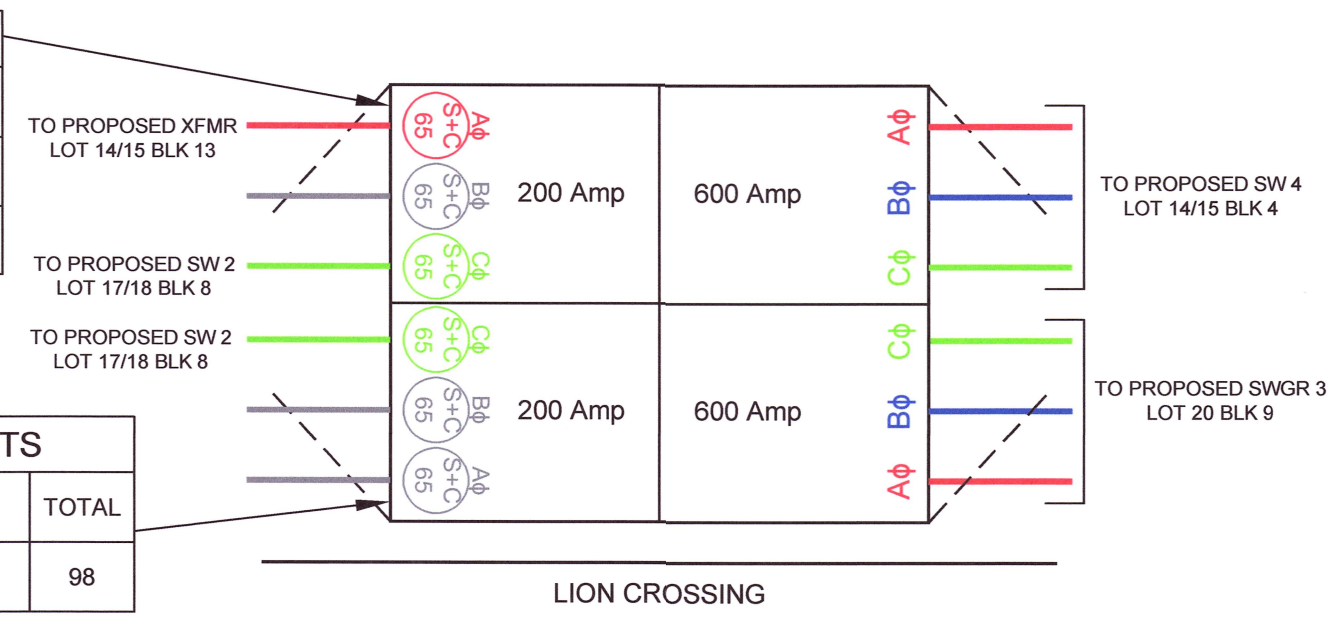 TO PROPOSED XFMR
LOT 14/15 BLK 13
TO PROPOSED SW 2
LOT 17/18 BLK 8
TO PROPOSED SW 2
LOT 17/18 BLK 8
Aϕ
S+C
65
Bϕ
S+C
65
Cϕ
S+C
65
200 Amp
600 Amp
Aϕ
Bϕ
Cϕ
TO PROPOSED SW 4
LOT 14/15 BLK 4
Cϕ
S+C
65
Bϕ
S+C
65
Aϕ
S+C
65
200 Amp
600 Amp
Cϕ
Bϕ
Aϕ
TO PROPOSED SWGR 3
LOT 20 BLK 9
TS
TOTAL
98
LION CROSSING